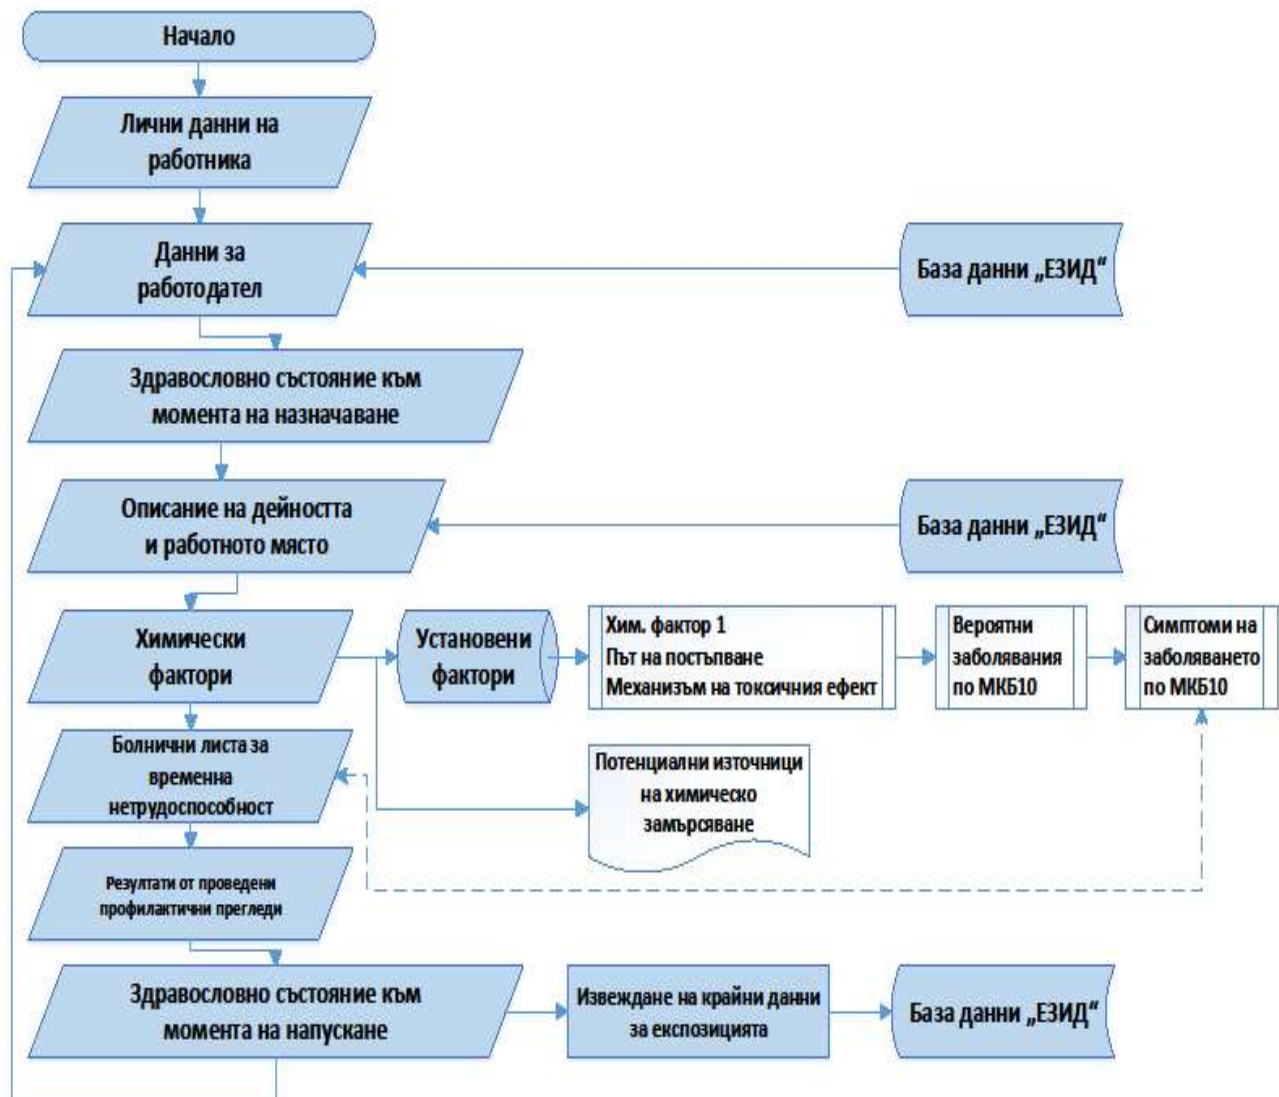 Начало
Лични данни на
работника
Данни за
работодател
База данни „ЕЗИД“
Здравословно състояние към
момента на назначаване
Описание на дейността
и работното място
База данни „ЕЗИД“
Химически
фактори
Установени
фактори
Хим. фактор 1
Път на постъпване
Механизъм на токсичния ефект
Вероятни
заболявания
по МКБ10
Симптоми на
заболяването
по МКБ10
Болнични листа за
временна
нетрудоспособност
Потенциални източници
на химическо
замърсяване
Резултати от проведени
профилактични прегледи
Здравословно състояние към
момента на напускане
Извеждане на крайни данни
за експозицията
База данни „ЕЗИД“